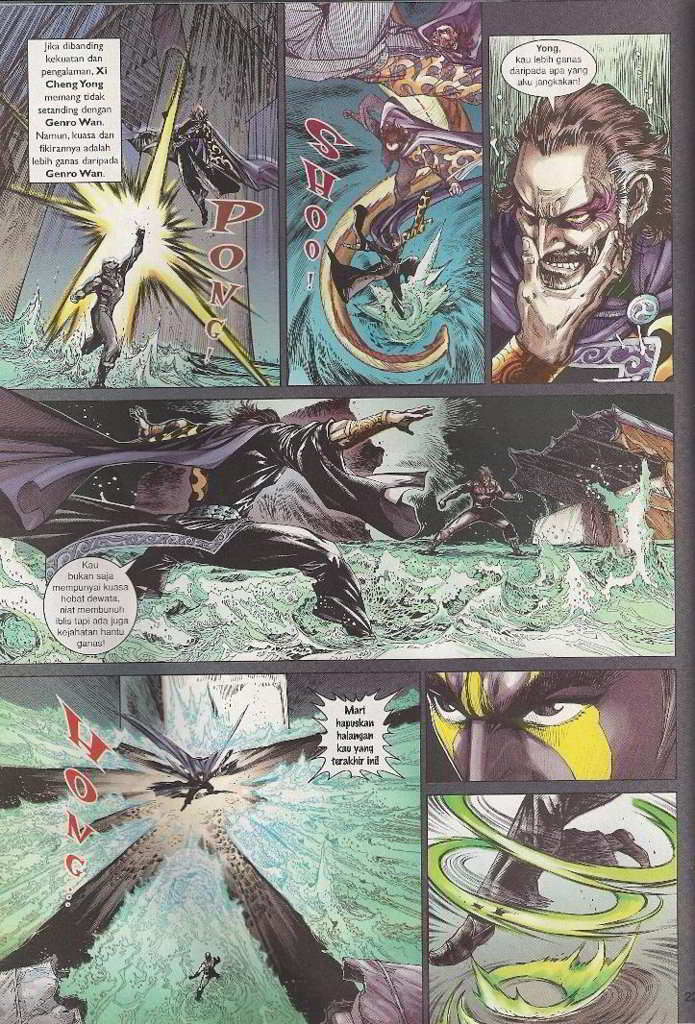 Jika dibanding
kekuatan dan
pengalaman, Xi
Cheng Yong
memang tidak
setanding dengan
Genro Wan.
Namun, kuasa dan
fikirannya adalah
lebih ganas daripada
Genro Wan.
PONG!
SHOO!
Yong,
kau lebih ganas
daripada apa yang
aku jangkakan!
Kau
bukan saja
mempunyai kuasa
hobat dewata,
niat membunuh
iblis tapi ada juga
kejahatan hantu
ganas!
HONG...
Mari
hapuskan
halangan
kau yang
terakhir ini!